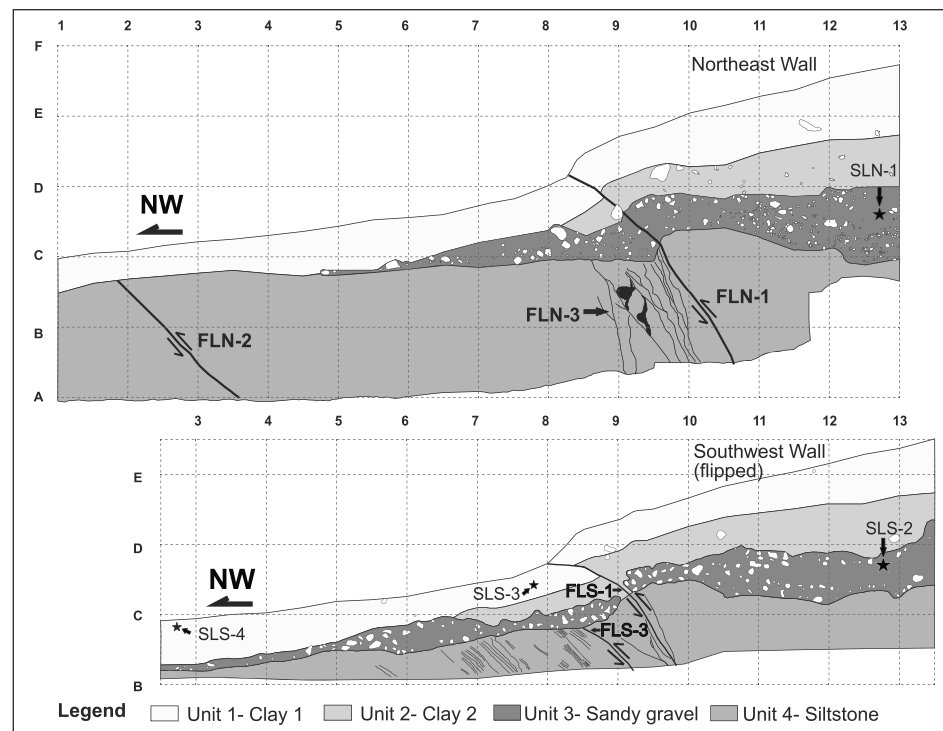 1 2 3 4 5 6 7 8 9 10 11 12 13
F
Northeast Wall
E
SLN-1
D
NW
C
FLN-1
FLN-3
B
FLN-2
A
3 4 5 6 7 8 9 10 11 12 13
Southwest Wall
(flipped)
E
SLS-2
D
NW
SLS-3
FLS-1
C
SLS-4
FLS-3
B
Legend Unit 1- Clay 1 Unit 2- Clay 2 Unit 3- Sandy gravel Unit 4- Siltstone